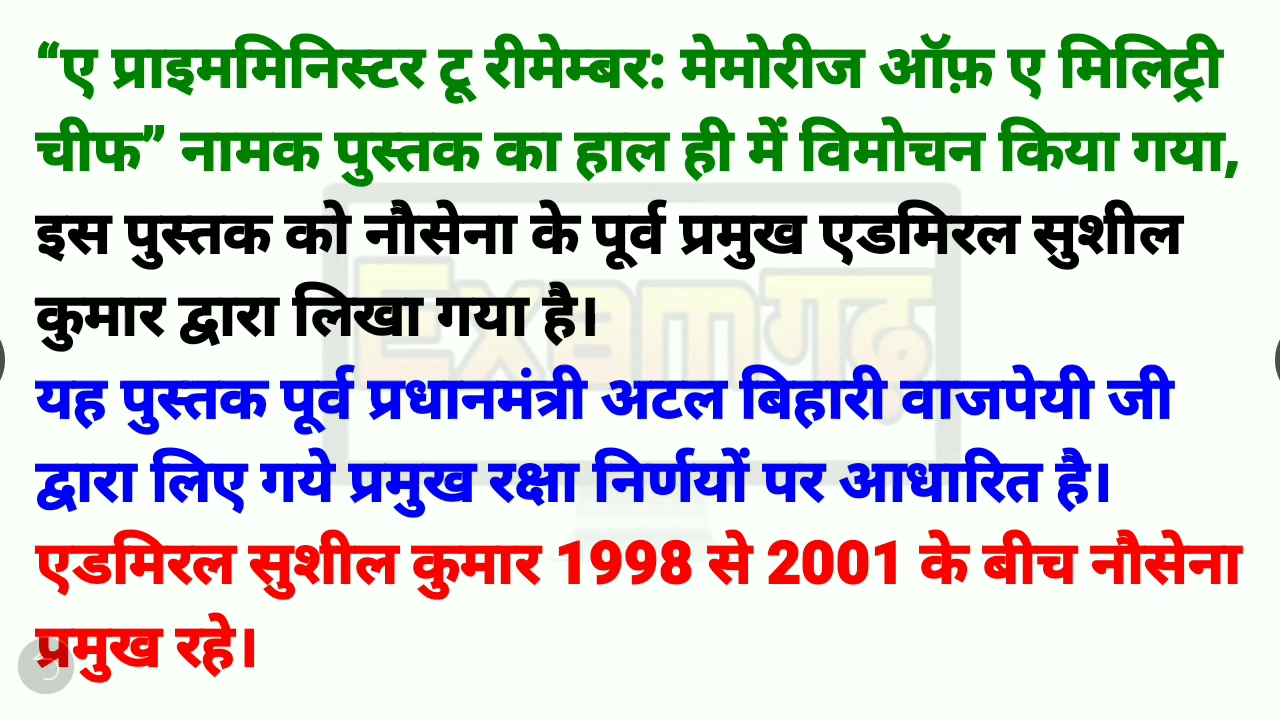 “ए प्राइममिनिस्टर टू रीमेम्बर: मेमोरीज ऑफ़ ए मिलिट्री
चीफ” नामक पुस्तक का हाल ही में विमोचन किया गया,
इस पुस्तक को नौसेना के पूर्व प्रमुख एडमिरल सुशील
कुमार द्वारा लिखा गया है।
Examगढ़
यह पुस्तक पूर्व प्रधानमंत्री अटल बिहारी वाजपेयी जी
द्वारा लिए गये प्रमुख रक्षा निर्णयों पर आधारित है।
एडमिरल सुशील कुमार 1998 से 2001 के बीच नौसेना
प्रमुख रहे।